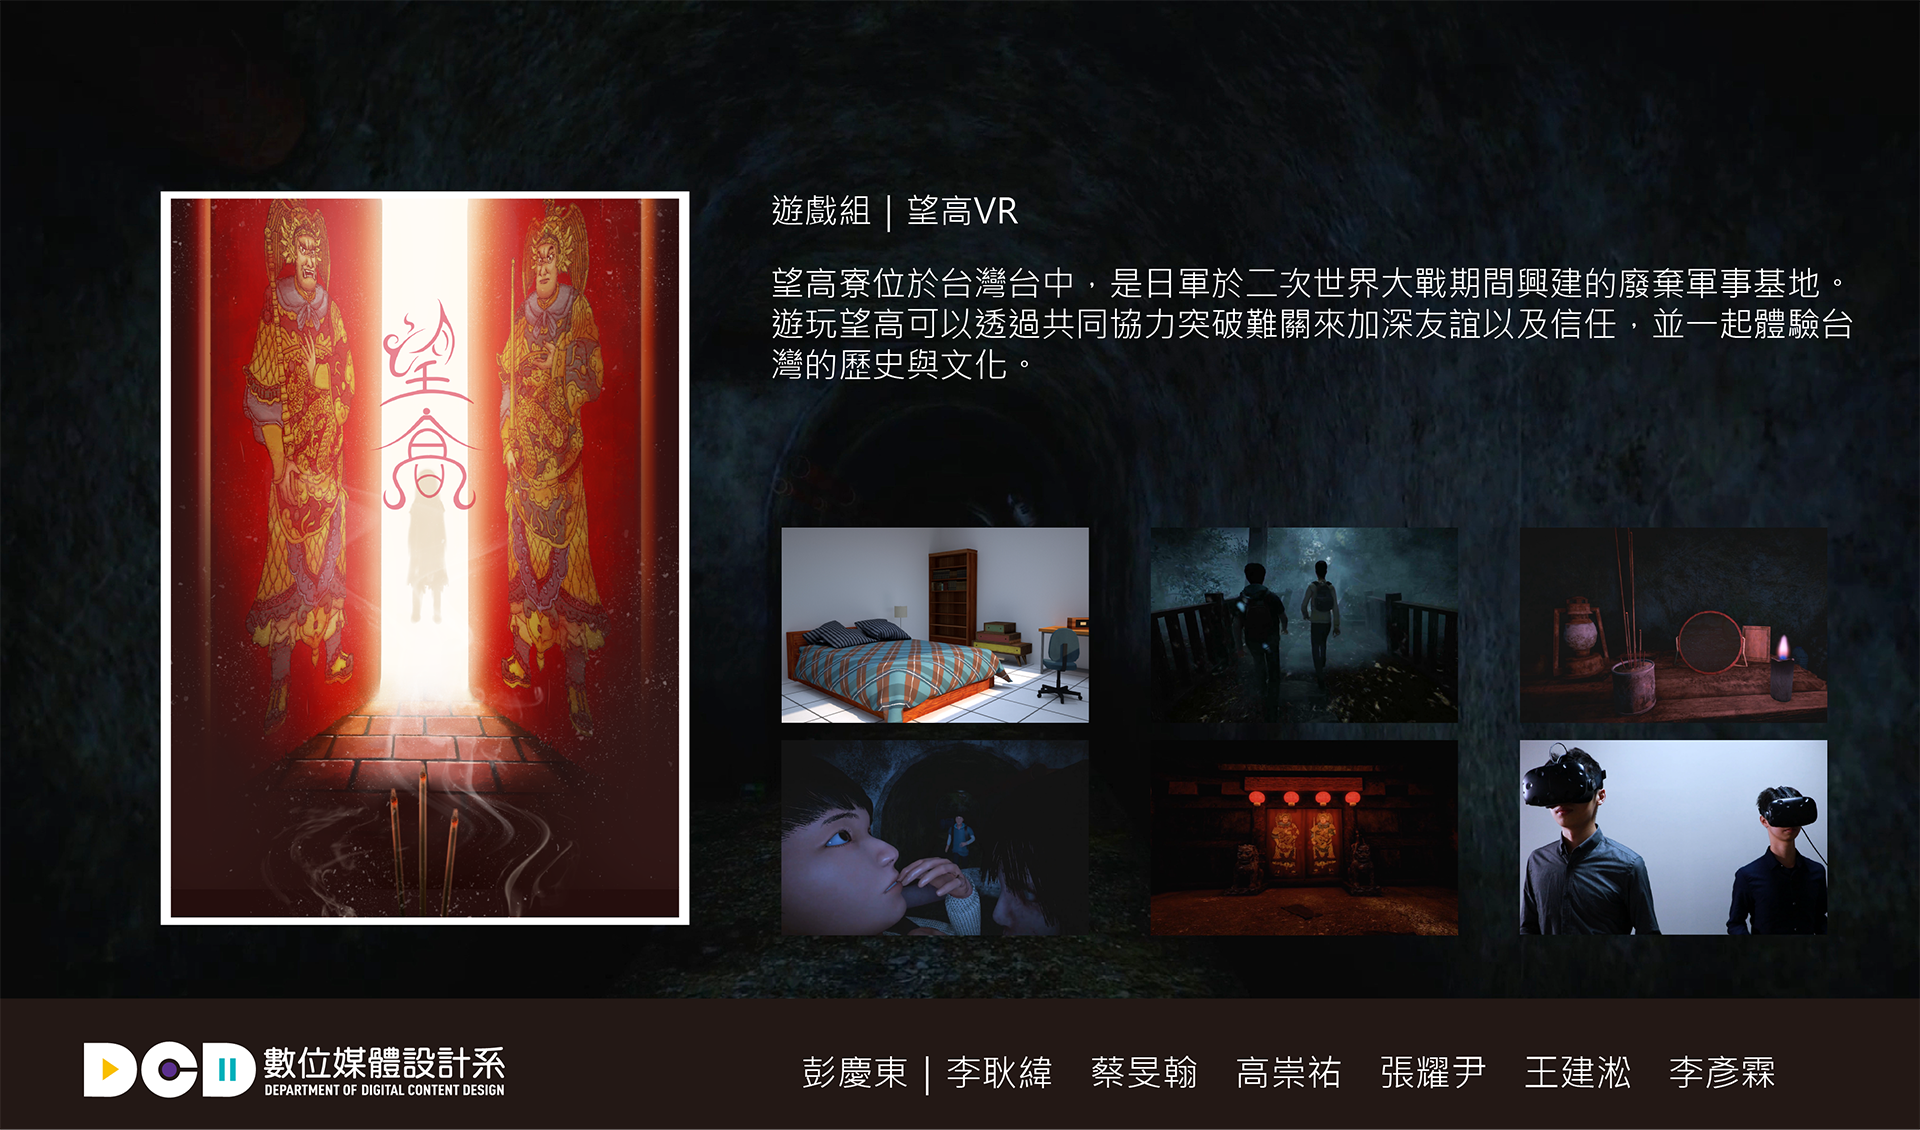 遊戲組｜望高VR
望高寮位於台灣台中，是日軍於二次世界大戰期間興建的廢棄軍事基地。
遊玩望高可以透過共同協力突破難關來加深友誼以及信任，並一起體驗台
灣的歷史與文化。
望高
DCD 數位媒體設計系
DEPARTMENT OF DIGITAL CONTENT DESIGN
彭慶東｜李耿緯 蔡旻翰 高崇祐 張耀尹 王建淞 李彥霖